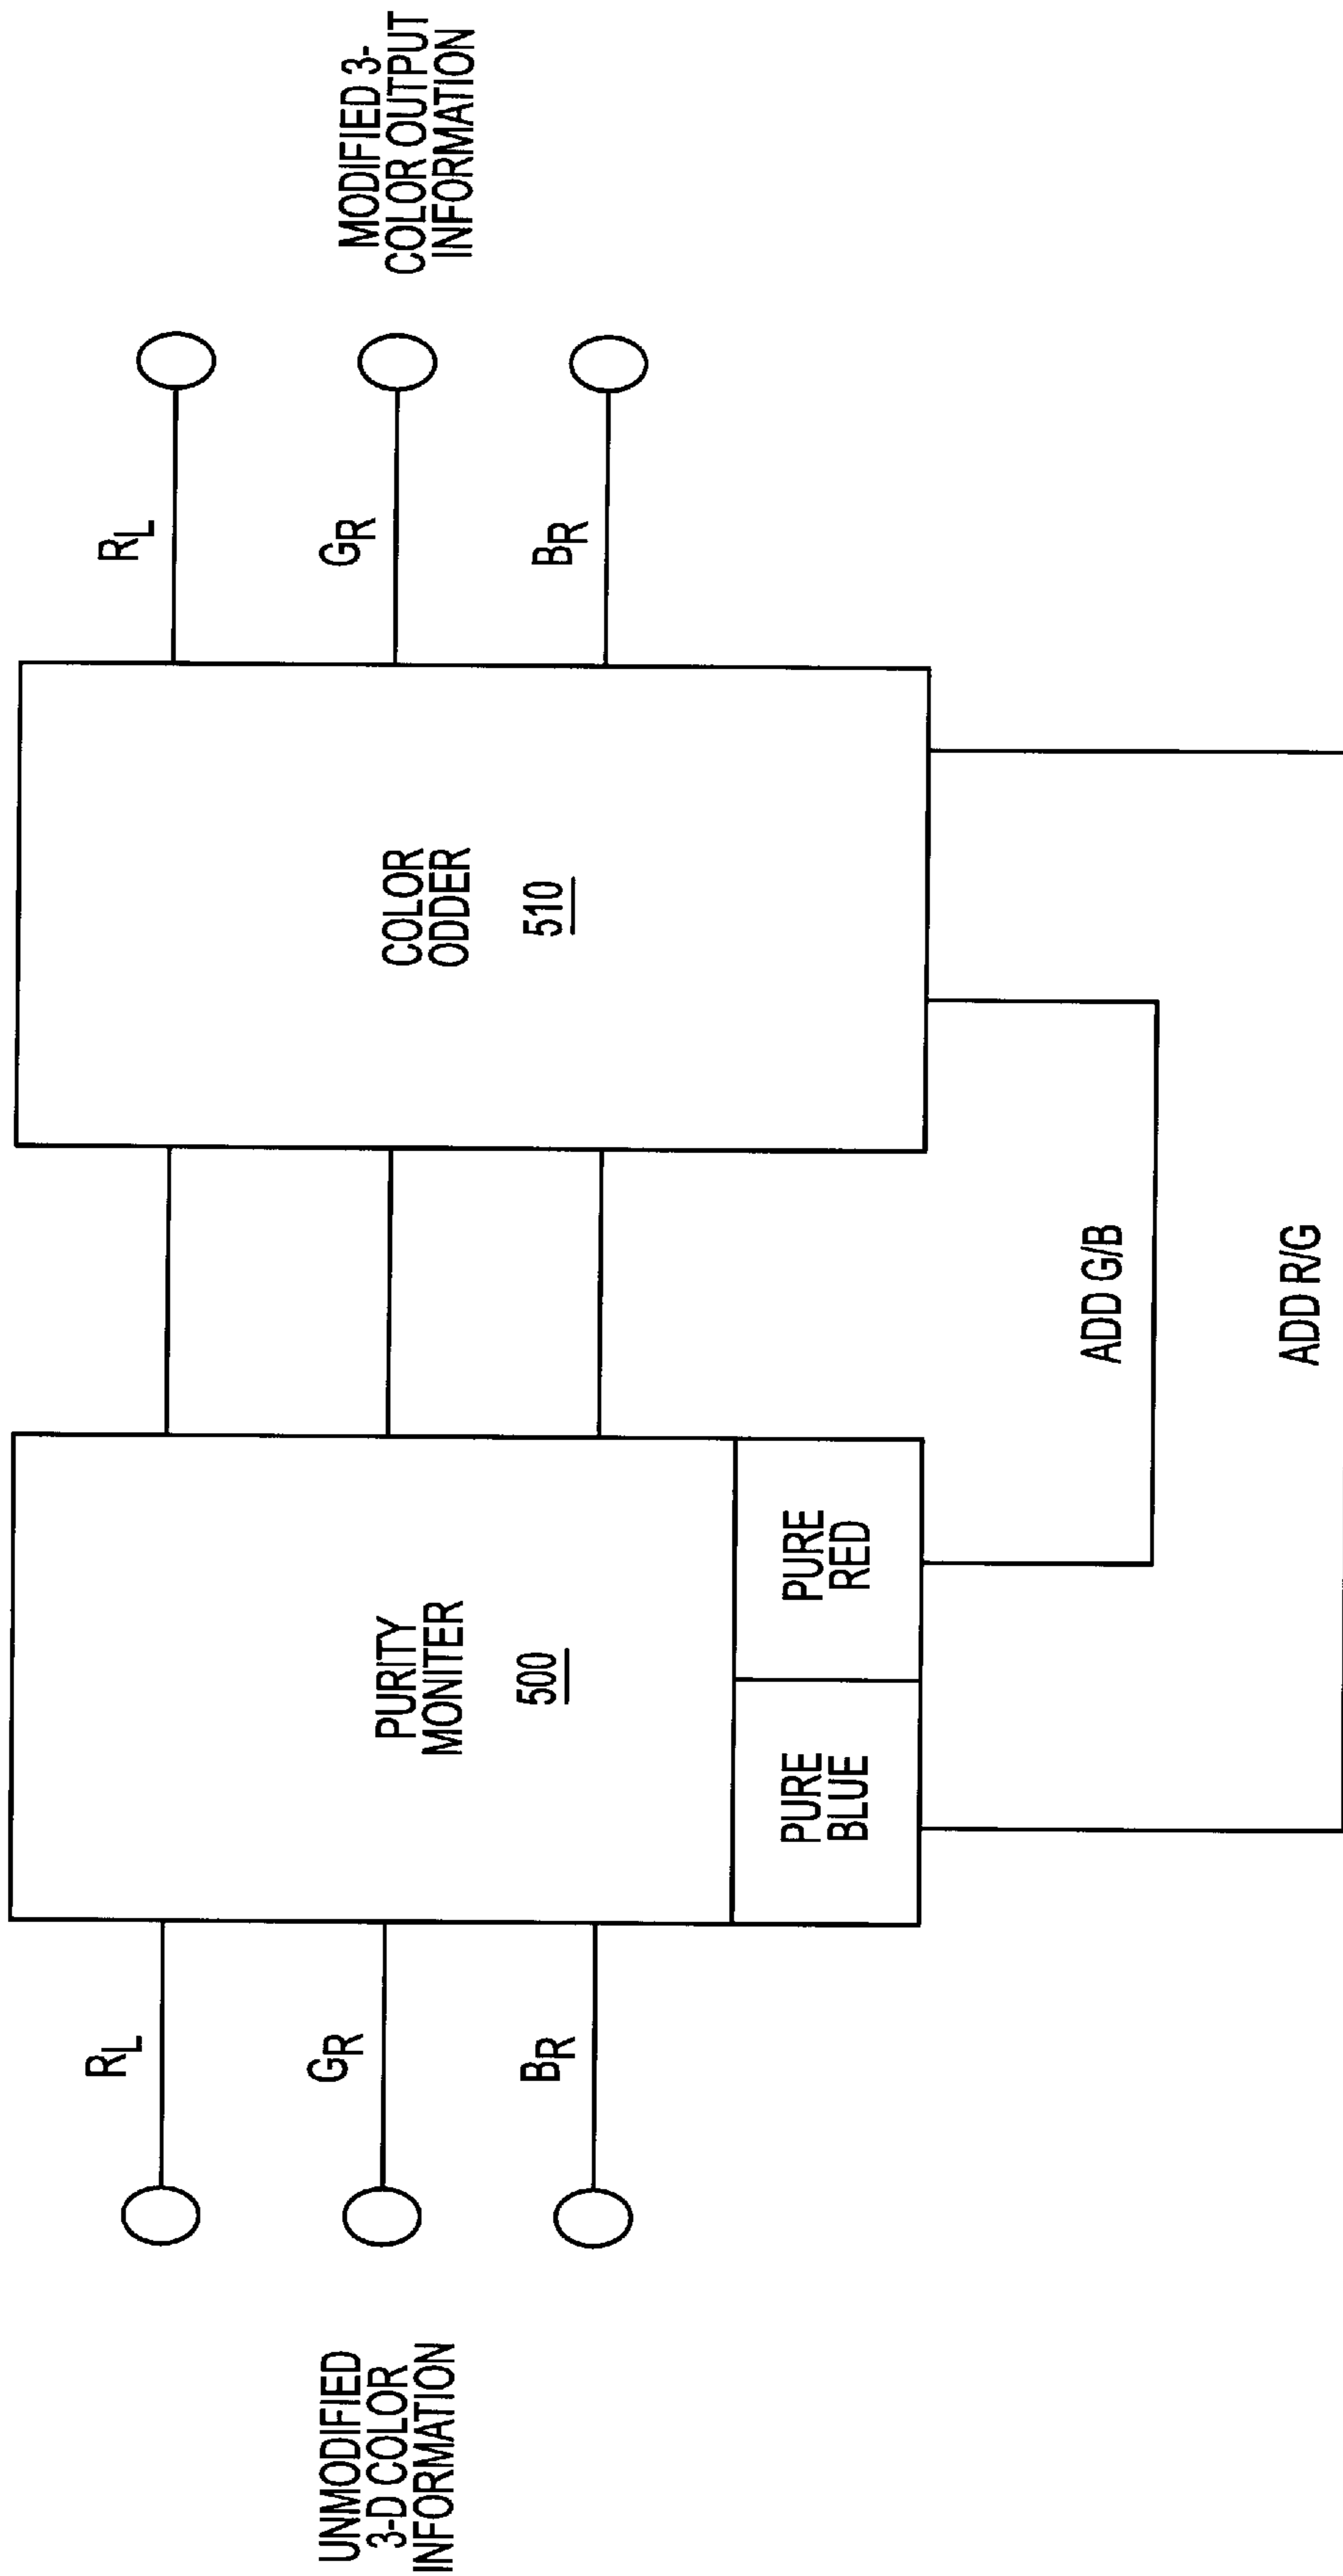 UNMODIFIED
3-D COLOR
INFORMATION
RL
GR
BR
PURITY
MONITER
500
PURE
BLUE
PURE
RED
COLOR
ODDER
510
RL
GR
BR
MODIFIED 3-
COLOR OUTPUT
INFORMATION
ADD G/B
ADD R/G